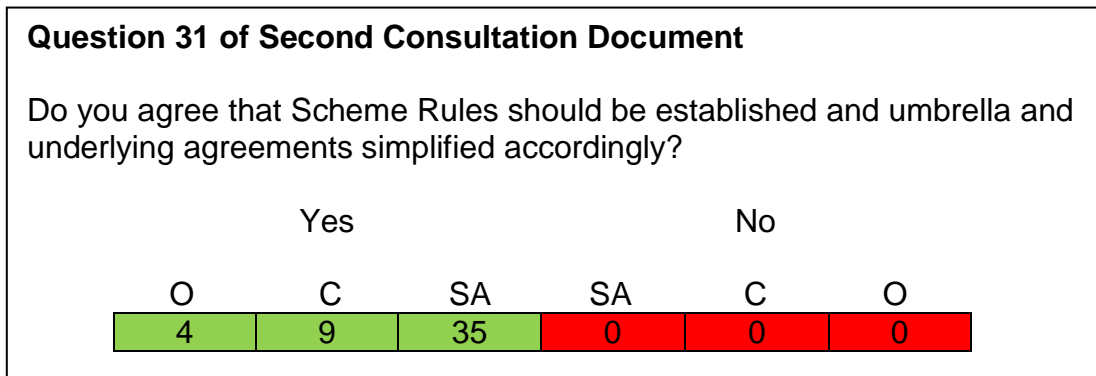 Question 31 of Second Consultation Document
Do you agree that Scheme Rules should be established and umbrella and
underlying agreements simplified accordingly?
Yes No
O C SA SA C O
4 9 35 0 0 0